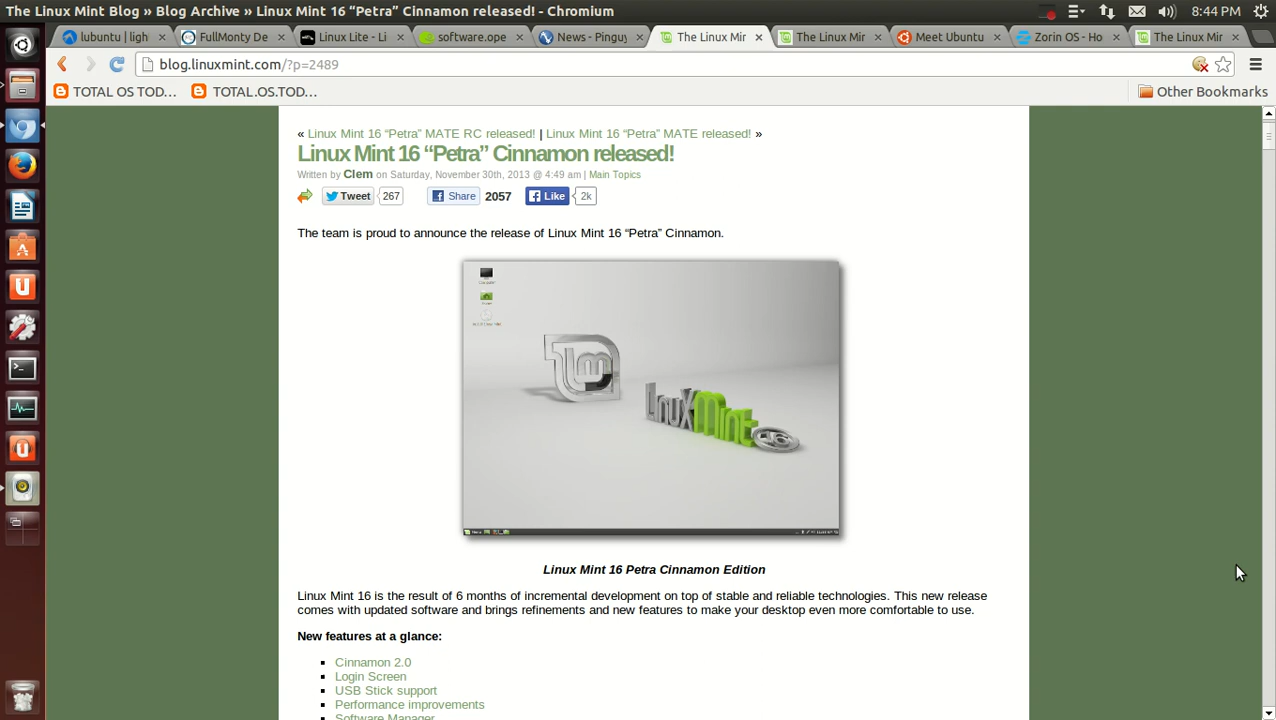 The Linux Mint Blog » Blog Archive » Linux Mint 16 “Petra” Cinnamon released! - Chromium
8:44 PM
lubuntu | ligh
FullMonty De
Linux Lite - Li
software.ope
News - Pinguy
The Linux Mir
The Linux Mir
Meet Ubuntu
Zorin OS - Ho
The Linux Mir
blog.linuxmint.com/?p=2489
TOTAL OS TOD...
TOTAL.OS.TOD...
Other Bookmarks
« Linux Mint 16 “Petra” MATE RC released! | Linux Mint 16 “Petra” MATE released! »
Linux Mint 16 “Petra” Cinnamon released!
Written by Clem on Saturday, November 30th, 2013 @ 4:49 am | Main Topics
Tweet 267 Share 2057 Like 2k
The team is proud to announce the release of Linux Mint 16 “Petra” Cinnamon.
LinuxMint 16
Linux Mint 16 Petra Cinnamon Edition
Linux Mint 16 is the result of 6 months of incremental development on top of stable and reliable technologies. This new release
comes with updated software and brings refinements and new features to make your desktop even more comfortable to use.
New features at a glance:
Cinnamon 2.0
Login Screen
USB Stick support
Performance improvements
Software Manager